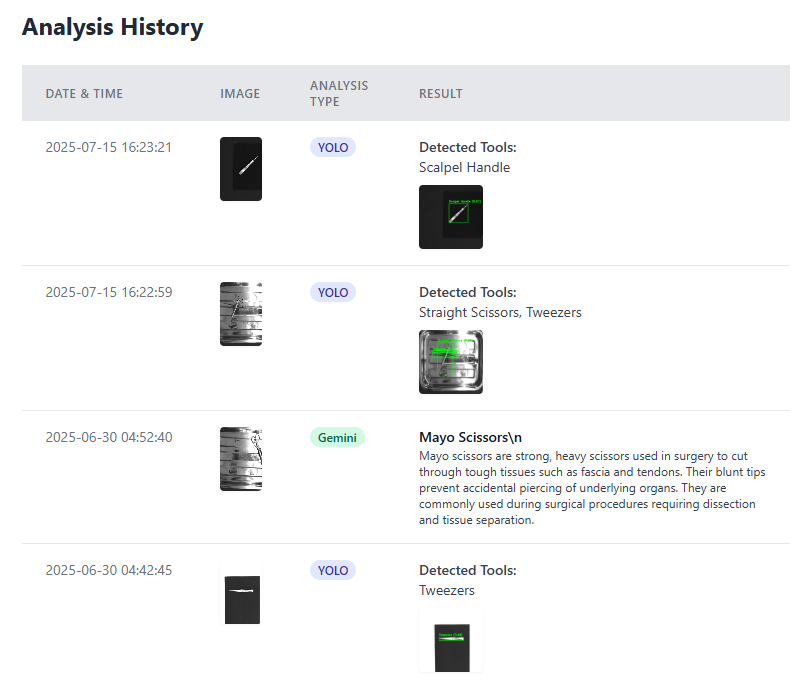 Analysis History
DATE & TIME
IMAGE
ANALYSIS
TYPE
RESULT
2025-07-15 16:23:21
YOLO
Detected Tools:
Scalpel Handle
2025-07-15 16:22:59
YOLO
Detected Tools:
Straight Scissors, Tweezers
2025-06-30 04:52:40
Gemini
Mayo Scissors\n
Mayo scissors are strong, heavy scissors used in surgery to cut
through tough tissues such as fascia and tendons. Their blunt tips
prevent accidental piercing of underlying organs. They are
commonly used during surgical procedures requiring dissection
and tissue separation.
2025-06-30 04:42:45
YOLO
Detected Tools:
Tweezers